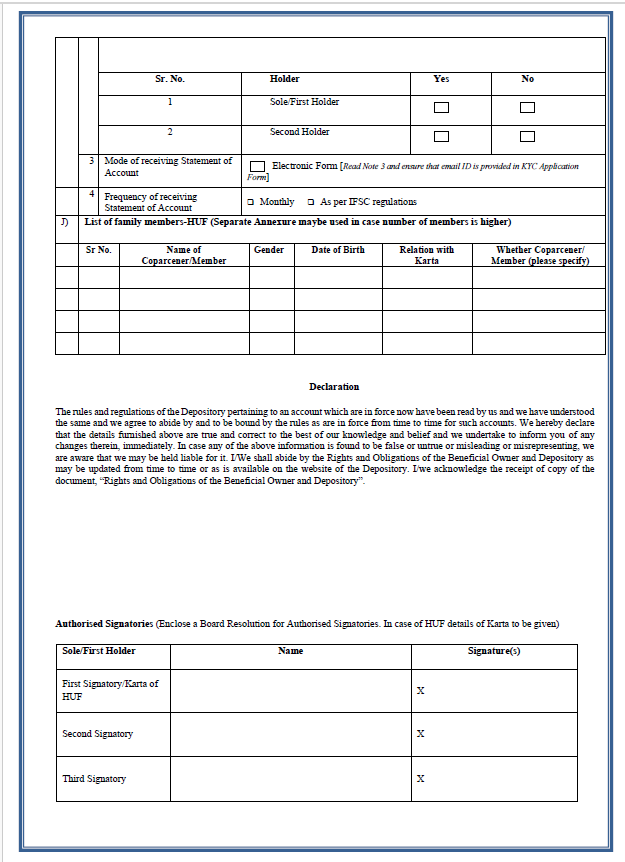 Sr. No. Holder Yes No
1 Sole/First Holder
2 Second Holder
3 Mode of receiving Statement of Account Electronic Form [Read Note 3 and ensure that email ID is provided in KYC Application Form]
4 Frequency of receiving Statement of Account Monthly As per IFSC regulations
J) List of family members-HUF (Separate Annexure maybe used in case number of members is higher)
Sr No. Name of Coparcener/Member Gender Date of Birth Relation with Karta Whether Coparcener/ Member (please specify)
Declaration
The rules and regulations of the Depository pertaining to an account which are in force now have been read by us and we have understood
the same and we agree to abide by and to be bound by the rules as are in force from time to time for such accounts. We hereby declare
that the details furnished above are true and correct to the best of our knowledge and belief and we undertake to inform you of any
changes therein, immediately. In case any of the above information is found to be false or untrue or misleading or misrepresenting, we
are aware that we may be held liable for it. I/We shall abide by the Rights and Obligations of the Beneficial Owner and Depository as
may be updated from time to time or as is available on the website of the Depository. I/we acknowledge the receipt of copy of the
document, “Rights and Obligations of the Beneficial Owner and Depository”.
Authorised Signatories (Enclose a Board Resolution for Authorised Signatories. In case of HUF details of Karta to be given)
Sole/First Holder Name Signature(s)
First Signatory/Karta of HUF X
Second Signatory X
Third Signatory X